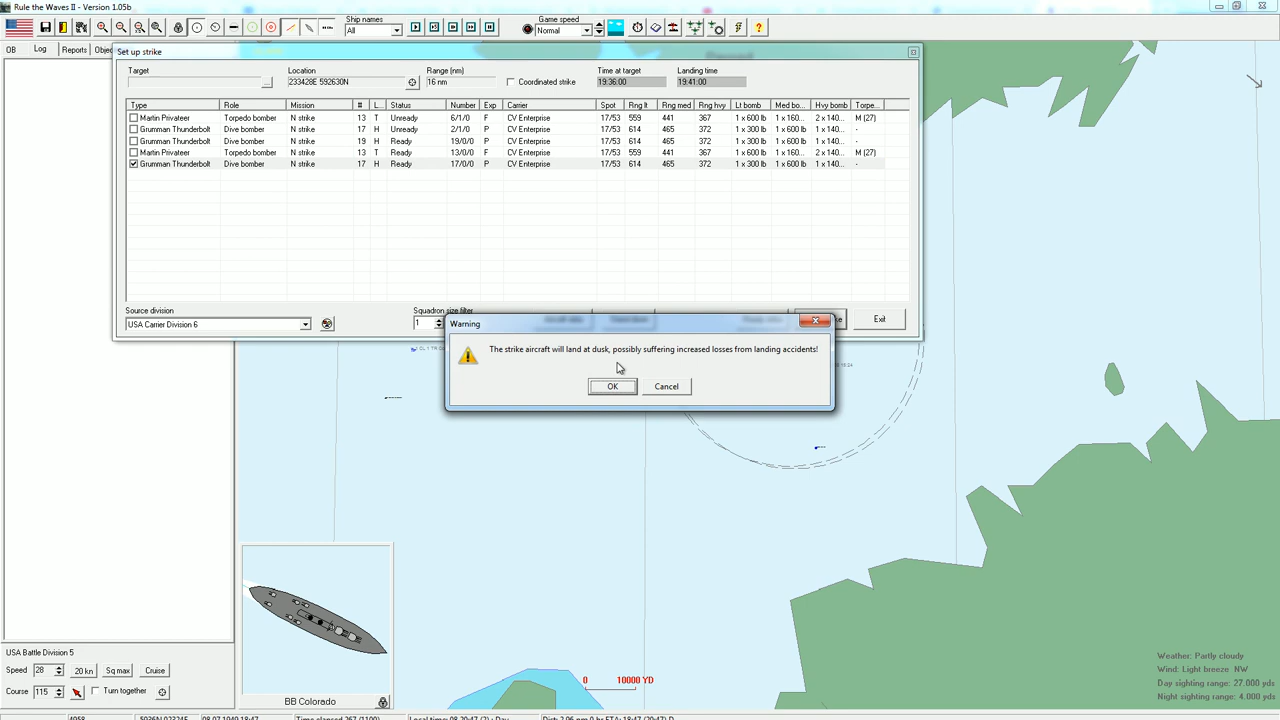 Rule the Waves II - Version 1.05b
Ship names
All
Game speed
Normal
OB Log Reports Objec
Set up strike
Target
Location
233428E 592630N
Range (nm)
16 nm
Coordinated strike
Time at target
19:36:00
Landing time
19:41:00
Type Role Mission # L... Status Number Exp Carrier Spot Rng lt Rng med Rng hvy Lt bomb Med bo... Hvy bomb Torpe...
Martin Privateer Torpedo bomber N strike 13 T Unready 6/1/0 F CV Enterprise 17/53 559 441 367 1 x 600 lb 1 x 160... 2 x 140... M (27)
Grumman Thunderbolt Dive bomber N strike 17 H Unready 2/1/0 P CV Enterprise 17/53 614 465 372 1 x 300 lb 1 x 600 lb 1 x 140... -
Grumman Thunderbolt Dive bomber N strike 19 H Ready 19/0/0 P CV Enterprise 17/53 614 465 372 1 x 300 lb 1 x 600 lb 1 x 140... -
Martin Privateer Torpedo bomber N strike 13 T Ready 13/0/0 F CV Enterprise 17/53 559 441 367 1 x 600 lb 1 x 160... 2 x 140... M (27)
Grumman Thunderbolt Dive bomber N strike 17 H Ready 17/0/0 P CV Enterprise 17/53 614 465 372 1 x 300 lb 1 x 600 lb 1 x 140... -
Source division
USA Carrier Division 6
Squadron size filter
1
Exit
Warning
The strike aircraft will land at dusk, possibly suffering increased losses from landing accidents!
OK Cancel
USA Battle Division 5
Speed 28 20 kn Sq max Cruise
Course 115 Turn together
BB Colorado
0 10000 YD
Weather: Partly cloudy
Wind: Light breeze NW
Day sighting range: 27.000 yds
Night sighting range: 4.000 yds